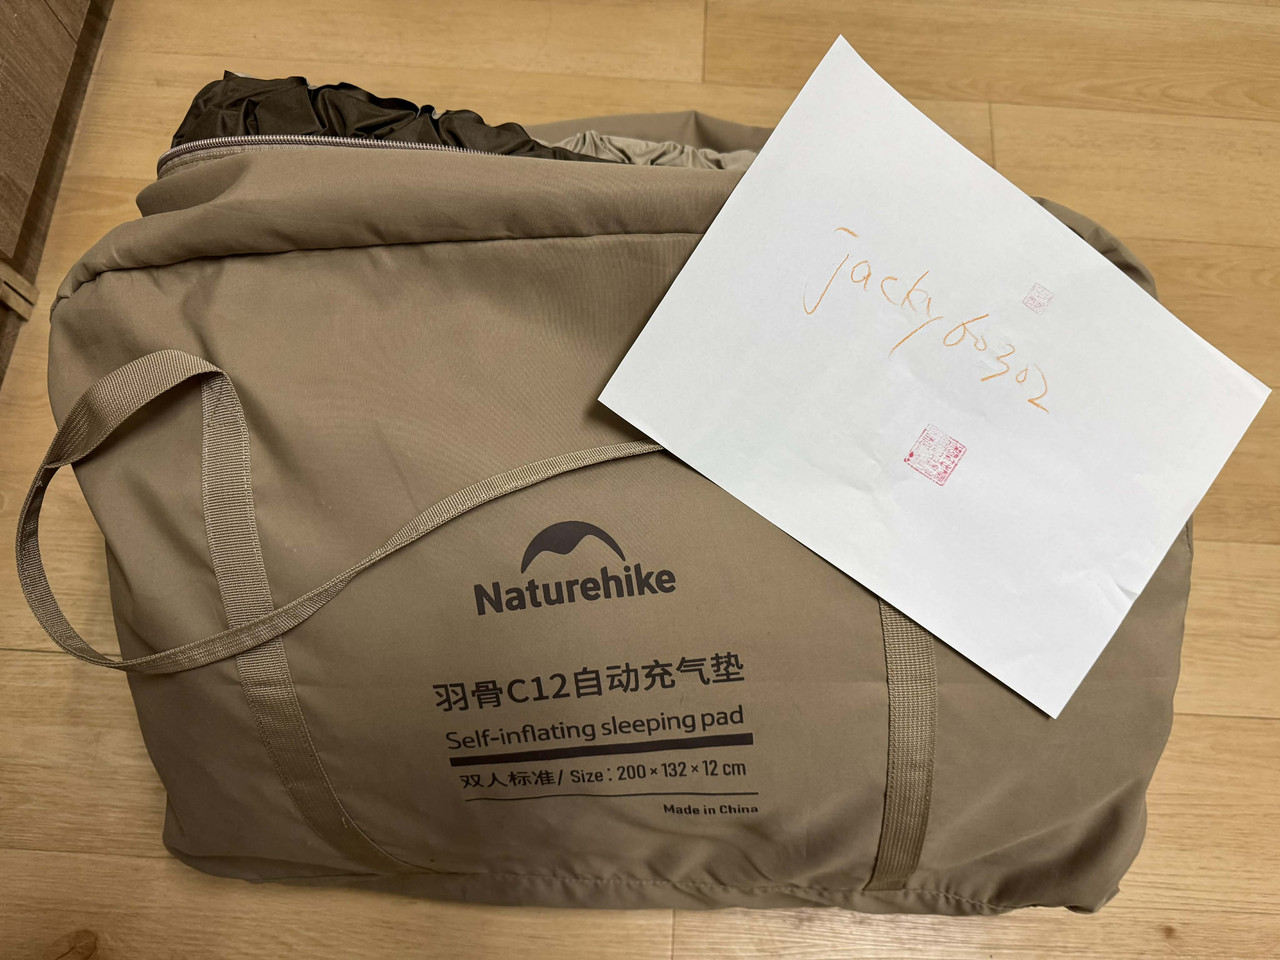 jacky60302
Naturehike
羽骨C12自动充气垫
Self-inflating sleeping pad
双人标准/ Size : 200×132×12 cm
Made in China